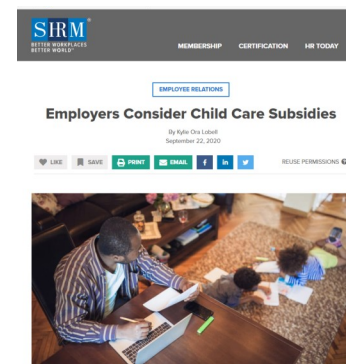 SHRM®
BETTER WORKPLACES
BETTER WORLD™
MEMBERSHIP CERTIFICATION HR TODAY
EMPLOYEE RELATIONS
Employers Consider Child Care Subsidies
By Kylie Ora Lobell
September 22, 2020
LIKE SAVE PRINT EMAIL f in REUSE PERMISSIONS